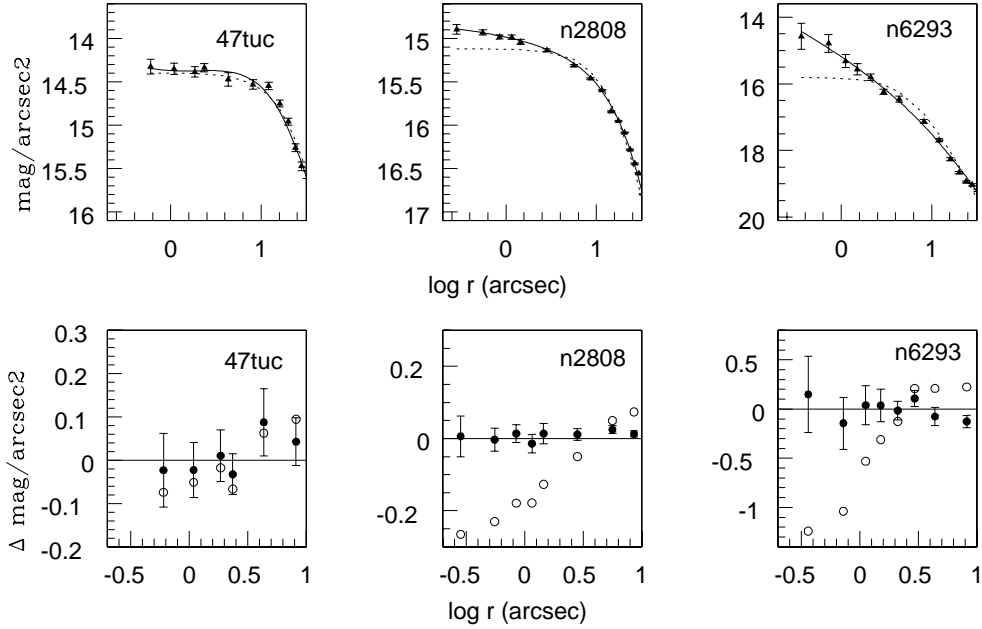 47tuc
n2808
n6293
14
14.4
15
15.5
16
15
16
16.5
17
14
16
18
20
mag/arcsec2
0 1
0 1
0 1
log r (arcsec)
47tuc
n2808
n6293
0.3
0.2
0.1
0
-0.1
-0.2
0.2
0
-0.2
0.5
0
-0.5
-1
Δ mag/arcsec2
-0.5 0 0.5 1
-0.5 0 0.5 1
-1 -0.5 0 0.5 1
log r (arcsec)